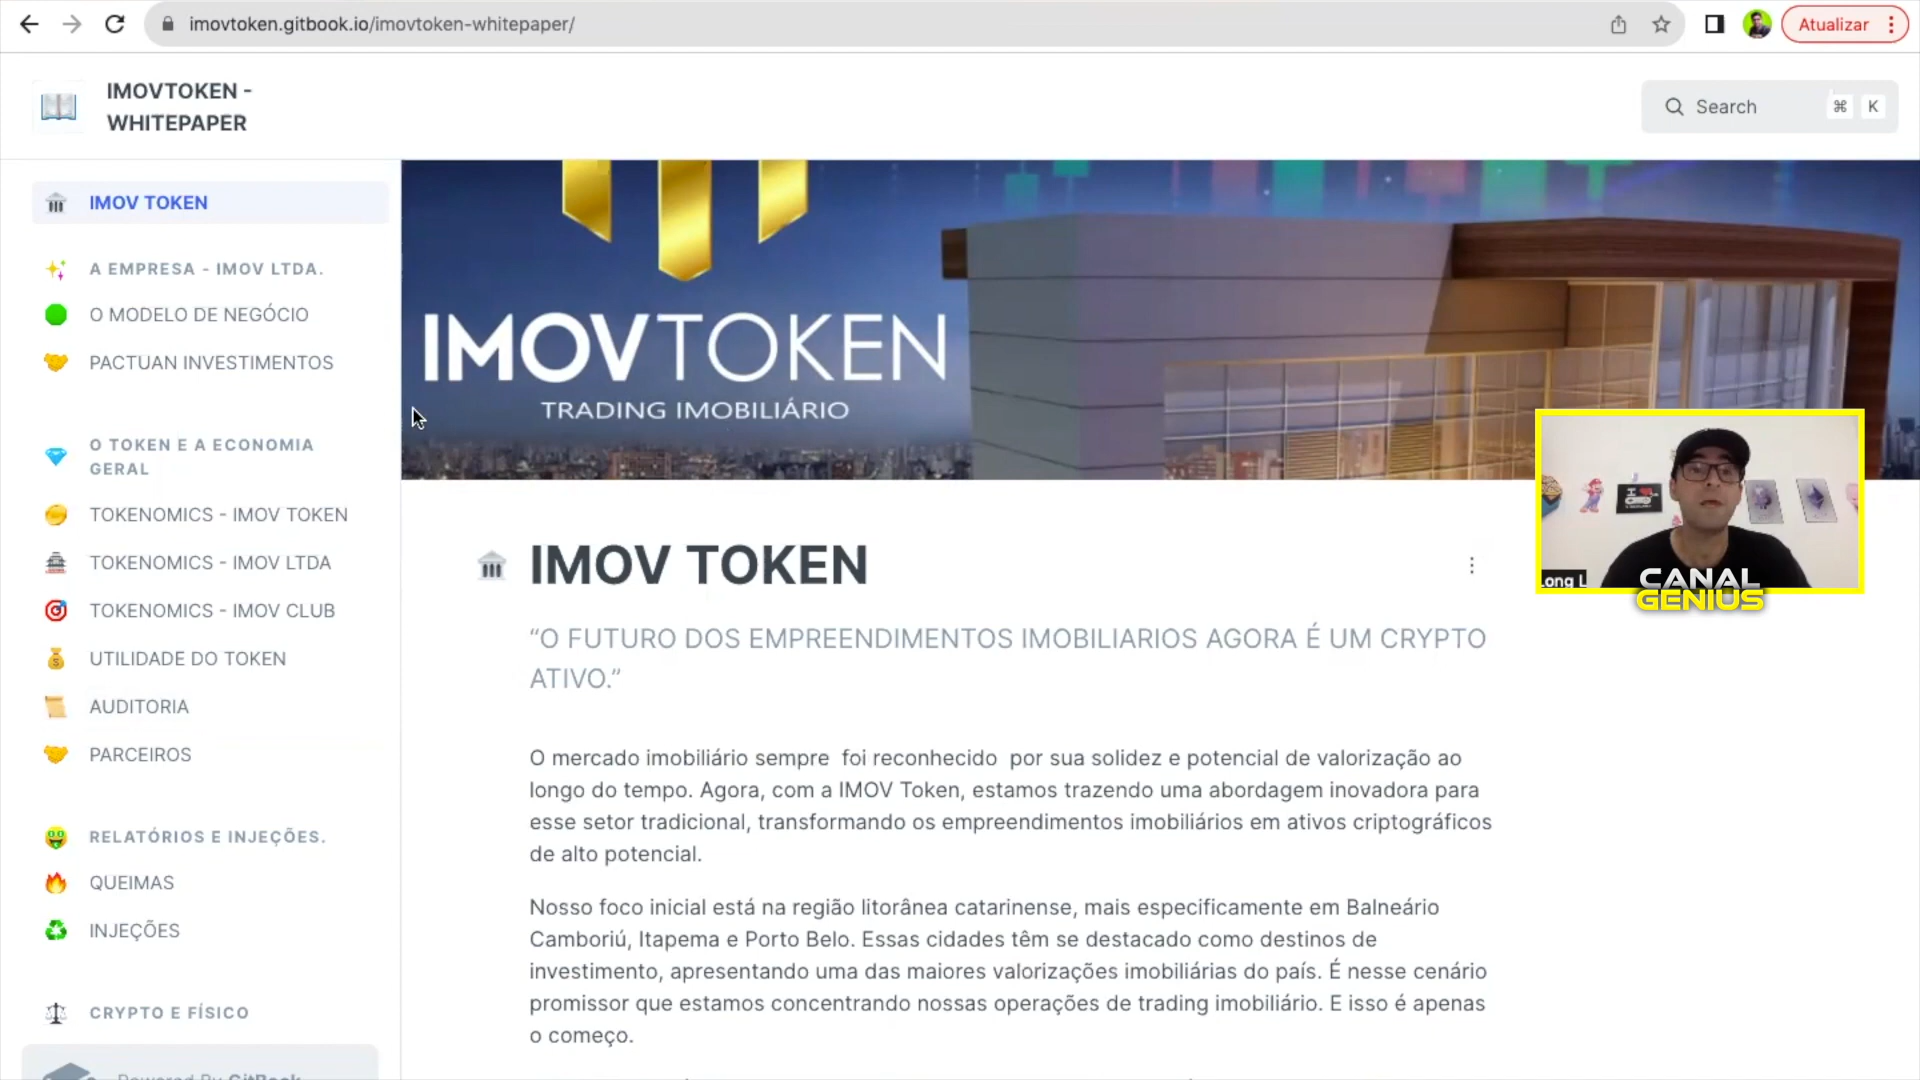 imovtoken.gitbook.io/imovtoken-whitepaper/
Atualizar
IMOVTOKEN -
WHITEPAPER
Search
⌘ K
IMOV TOKEN
A EMPRESA - IMOV LTDA.
O MODELO DE NEGÓCIO
PACTUAN INVESTIMENTOS
O TOKEN E A ECONOMIA
GERAL
TOKENOMICS - IMOV TOKEN
TOKENOMICS - IMOV LTDA
TOKENOMICS - IMOV CLUB
UTILIDADE DO TOKEN
AUDITORIA
PARCEIROS
RELATÓRIOS E INJEÇÕES.
QUEIMAS
INJEÇÕES
CRYPTO E FÍSICO
Powered By GitBook
IMOVTOKEN
TRADING IMOBILIÁRIO
IMOV TOKEN
“O FUTURO DOS EMPREENDIMENTOS IMOBILIARIOS AGORA É UM CRYPTO
ATIVO.”
O mercado imobiliário sempre  foi reconhecido  por sua solidez e potencial de valorização ao
longo do tempo. Agora, com a IMOV Token, estamos trazendo uma abordagem inovadora para
esse setor tradicional, transformando os empreendimentos imobiliários em ativos criptográficos
de alto potencial.
Nosso foco inicial está na região litorânea catarinense, mais especificamente em Balneário
Camboriú, Itapema e Porto Belo. Essas cidades têm se destacado como destinos de
investimento, apresentando uma das maiores valorizações imobiliárias do país. É nesse cenário
promissor que estamos concentrando nossas operações de trading imobiliário. E isso é apenas
o começo.
CANAL
GENIUS